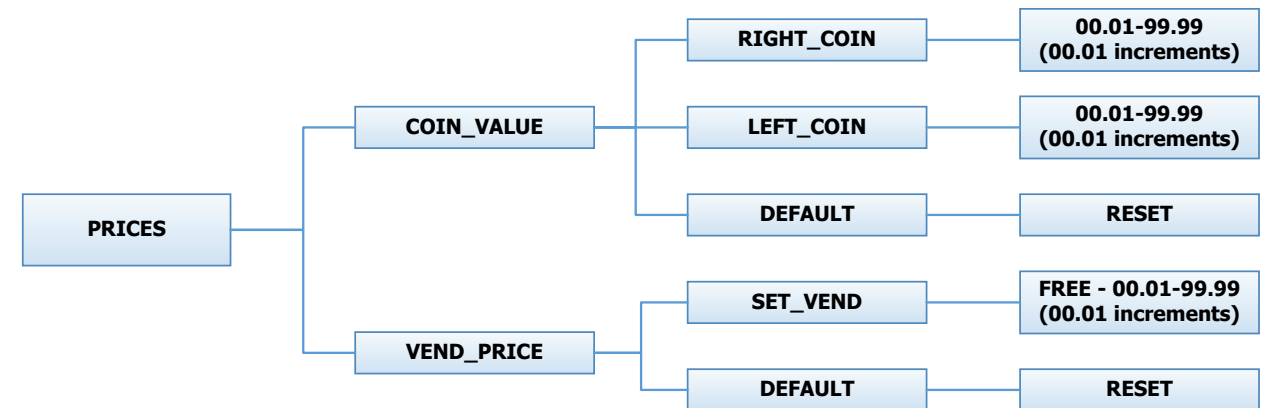 PRICES
COIN_VALUE
RIGHT_COIN
00.01-99.99
(00.01 increments)
LEFT_COIN
00.01-99.99
(00.01 increments)
DEFAULT
RESET
VEND_PRICE
SET_VEND
FREE - 00.01-99.99
(00.01 increments)
DEFAULT
RESET